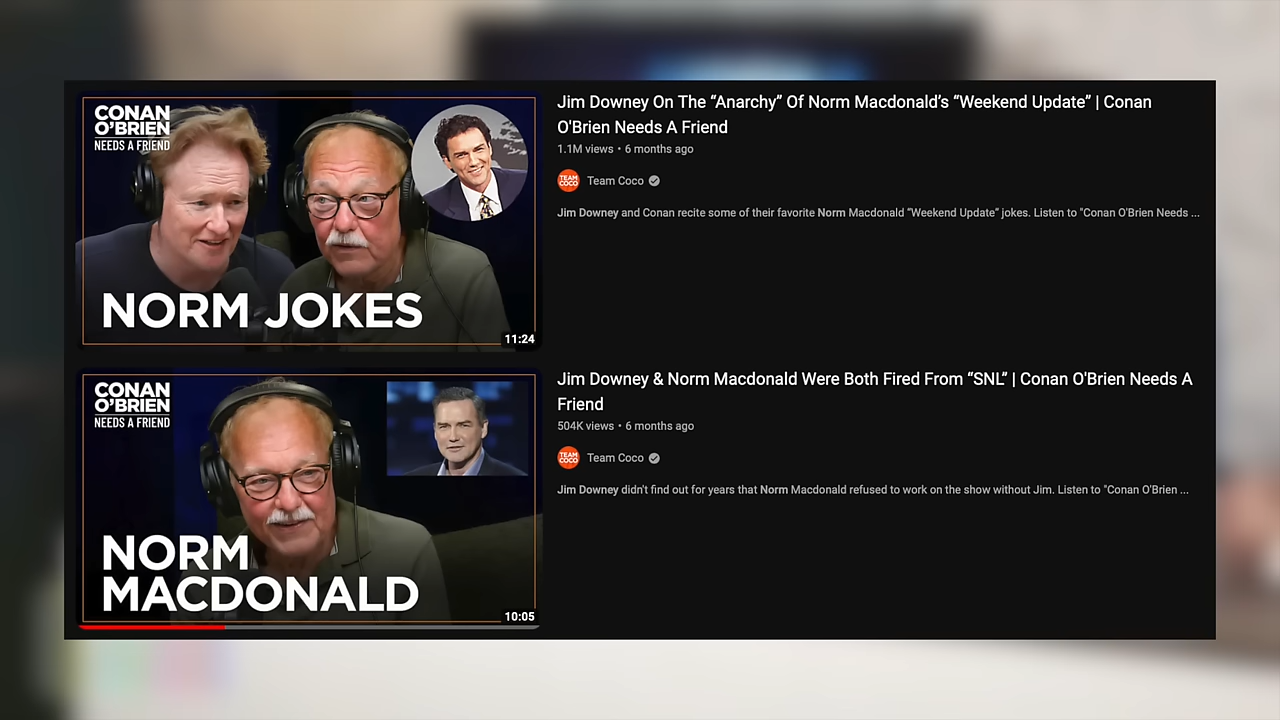 CONAN
O'BRIEN
NEEDS A FRIEND
NORM JOKES
11:24
Jim Downey On The “Anarchy” Of Norm Macdonald’s “Weekend Update” | Conan
O'Brien Needs A Friend
1.1M views • 6 months ago
TEAM
COCO
Team Coco
Jim Downey and Conan recite some of their favorite Norm Macdonald “Weekend Update” jokes. Listen to "Conan O'Brien Needs ...
CONAN
O'BRIEN
NEEDS A FRIEND
NORM
MACDONALD
10:05
Jim Downey & Norm Macdonald Were Both Fired From “SNL” | Conan O'Brien Needs A
Friend
504K views • 6 months ago
TEAM
COCO
Team Coco
Jim Downey didn’t find out for years that Norm Macdonald refused to work on the show without Jim. Listen to "Conan O'Brien ...